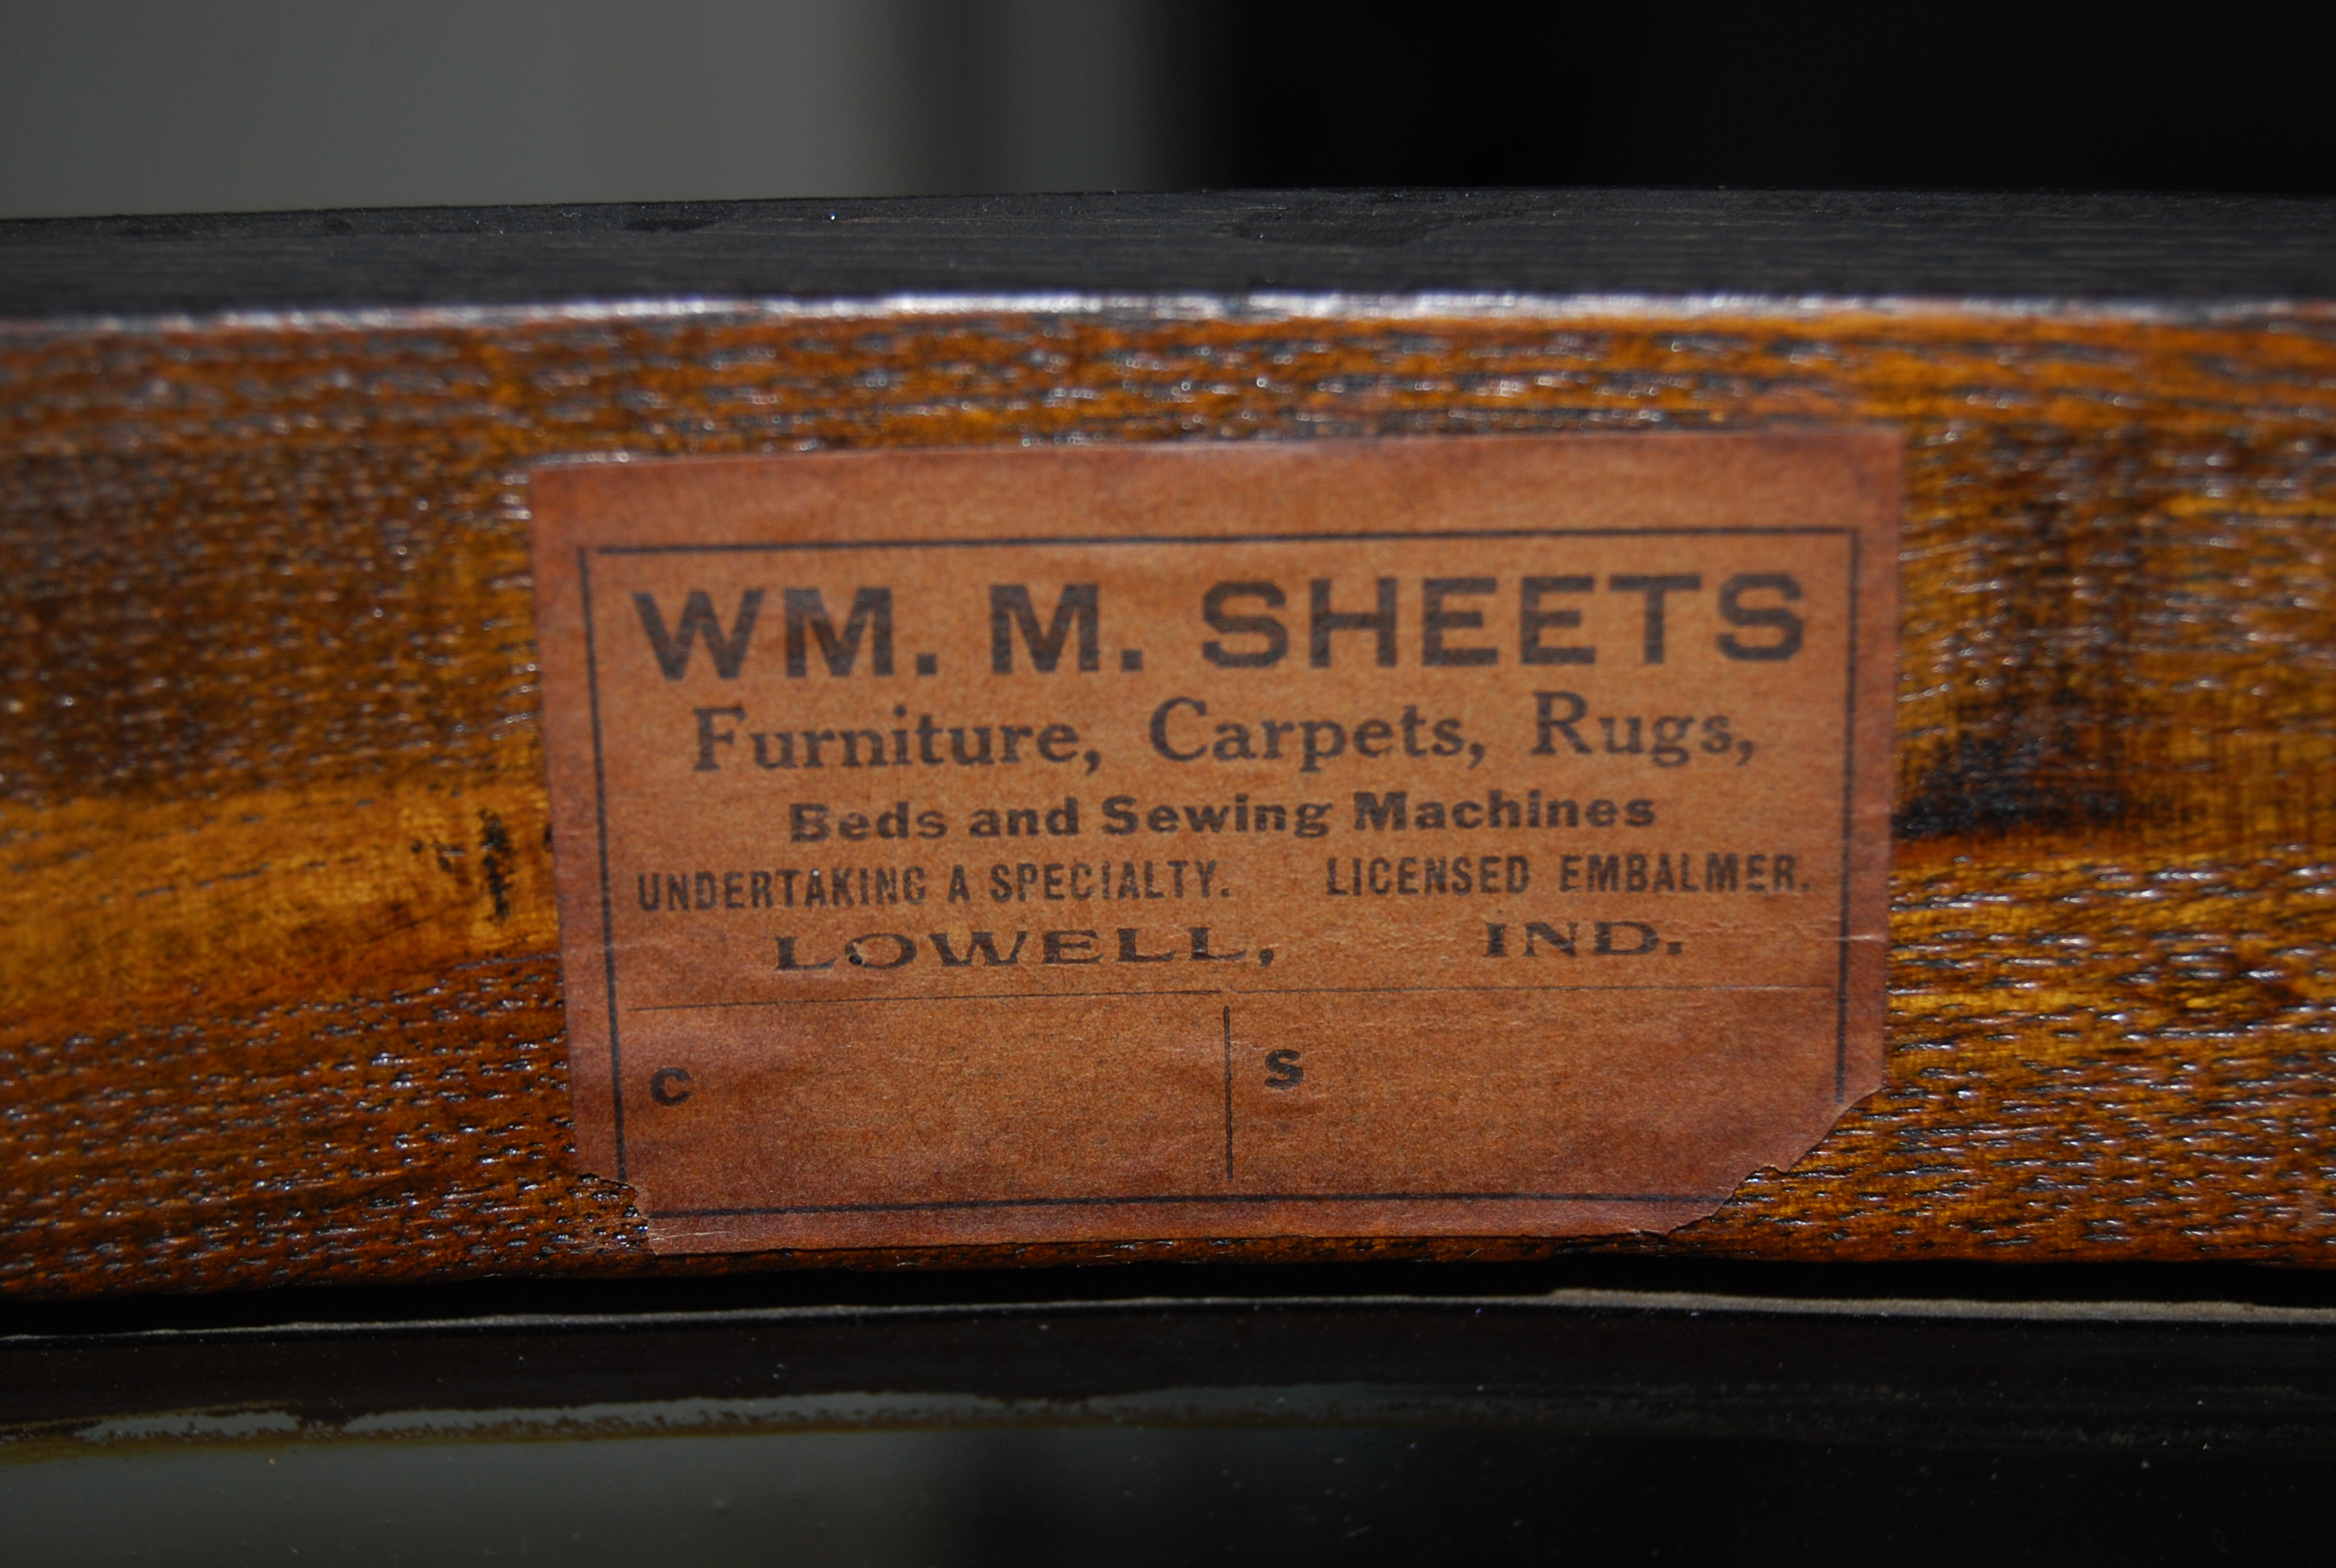 WM. M. SHEETS
Furniture, Carpets, Rugs,
Beds and Sewing Machines
UNDERTAKING A SPECIALTY. LICENSED EMBALMER.
LOWELL, IND.
C S